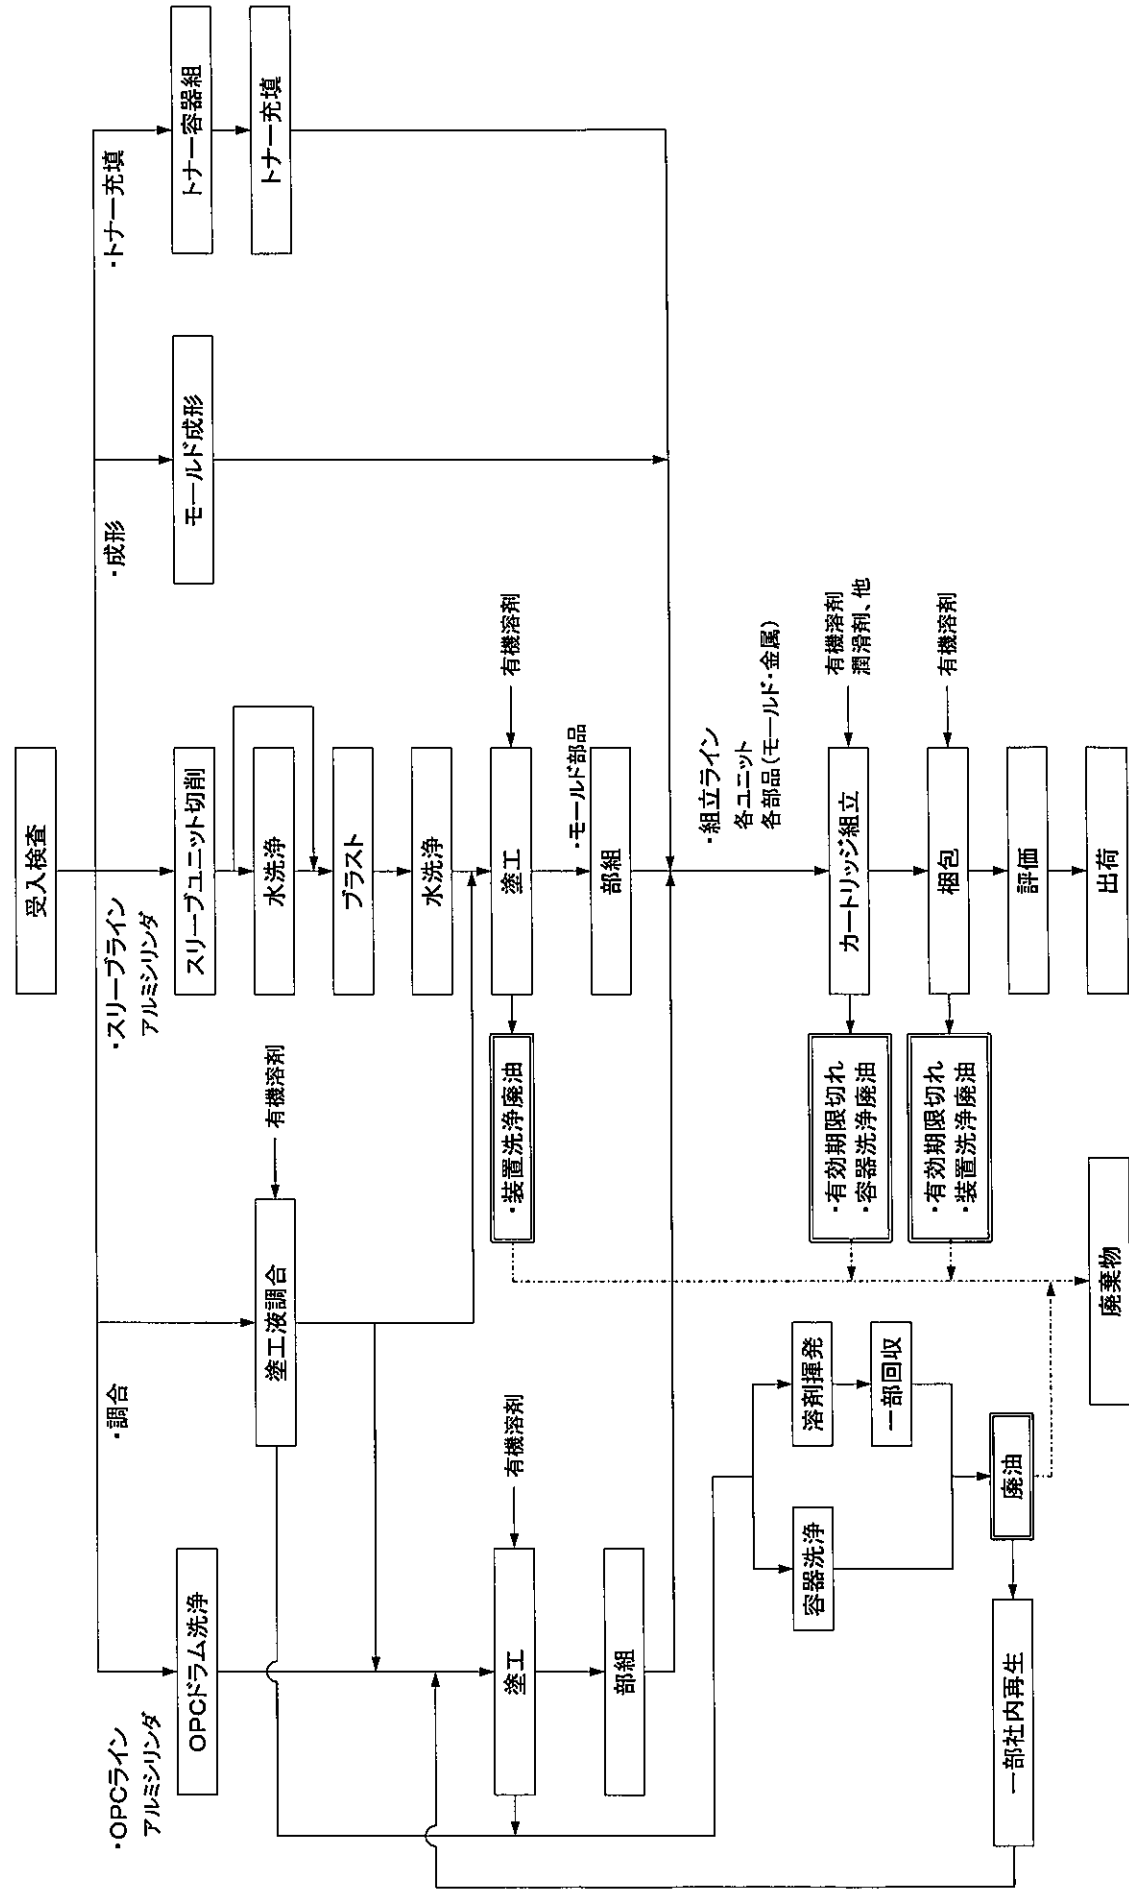 受入検査
・OPCライン
アルミシリンダ
・調合
・スリーブライン
アルミシリンダ
・成形
・トナー充填
OPCドラム洗浄
塗工液調合
有機溶剤
スリーブユニット切削
水洗浄
ブラスト
水洗浄
モールド成形
トナー容器組
トナー充填
塗工
有機溶剤
・装置洗浄廃油
塗工
有機溶剤
・モールド部品
部組
部組
・組立ライン
各ユニット
各部品(モールド・金属)
カートリッジ組立
有機溶剤
潤滑剤、他
・有効期限切れ
・容器洗浄廃油
梱包
有機溶剤
・有効期限切れ
・装置洗浄廃油
評価
出荷
容器洗浄
溶剤揮発
一部回収
廃油
一部社内再生
廃棄物